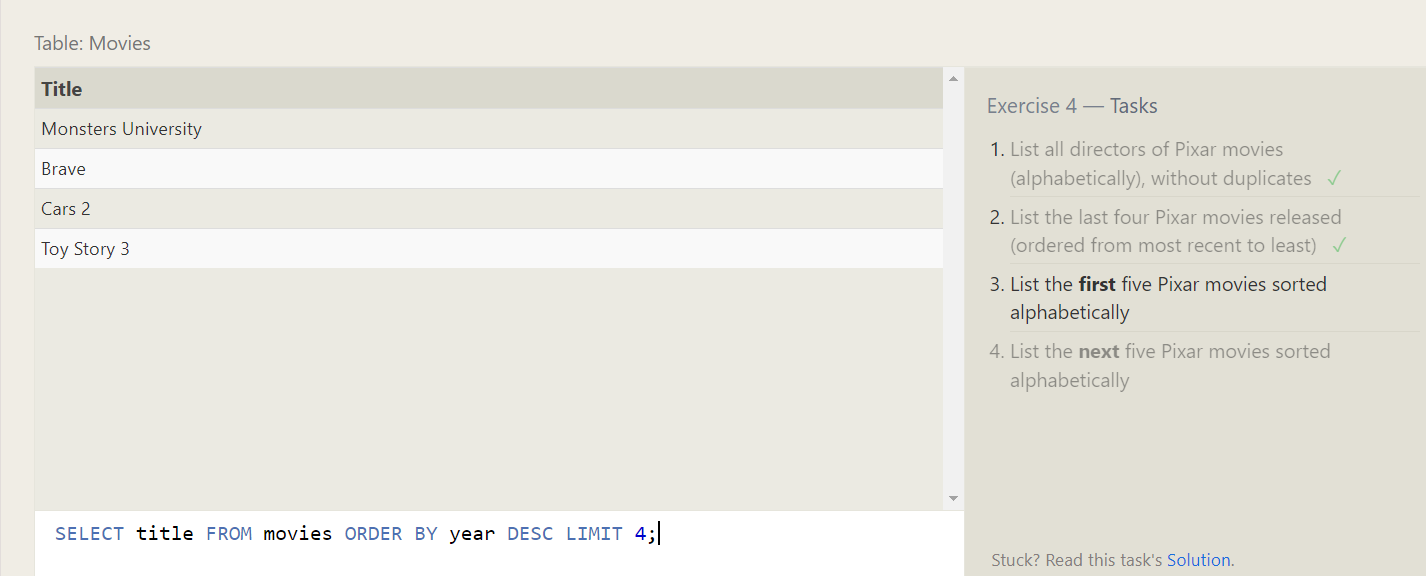 Table: Movies
Title
Monsters University
Brave
Cars 2
Toy Story 3
SELECT title FROM movies ORDER BY year DESC LIMIT 4;
Exercise 4 — Tasks
1. List all directors of Pixar movies
(alphabetically), without duplicates ✓
2. List the last four Pixar movies released
(ordered from most recent to least) ✓
3. List the first five Pixar movies sorted
alphabetically
4. List the next five Pixar movies sorted
alphabetically
Stuck? Read this task's Solution.